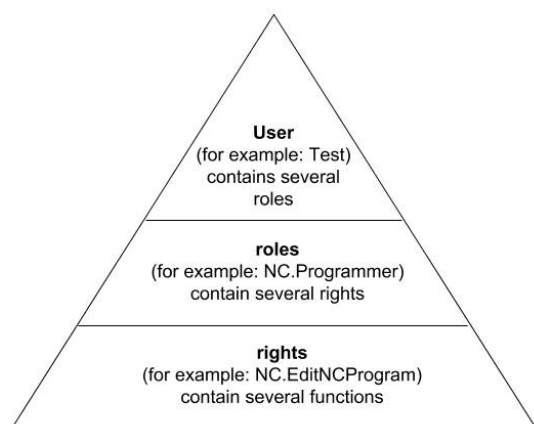 User
(for example: Test)
contains several
roles
roles
(for example: NC.Programmer)
contain several rights
rights
(for example: NC.EditNCProgram)
contain several functions